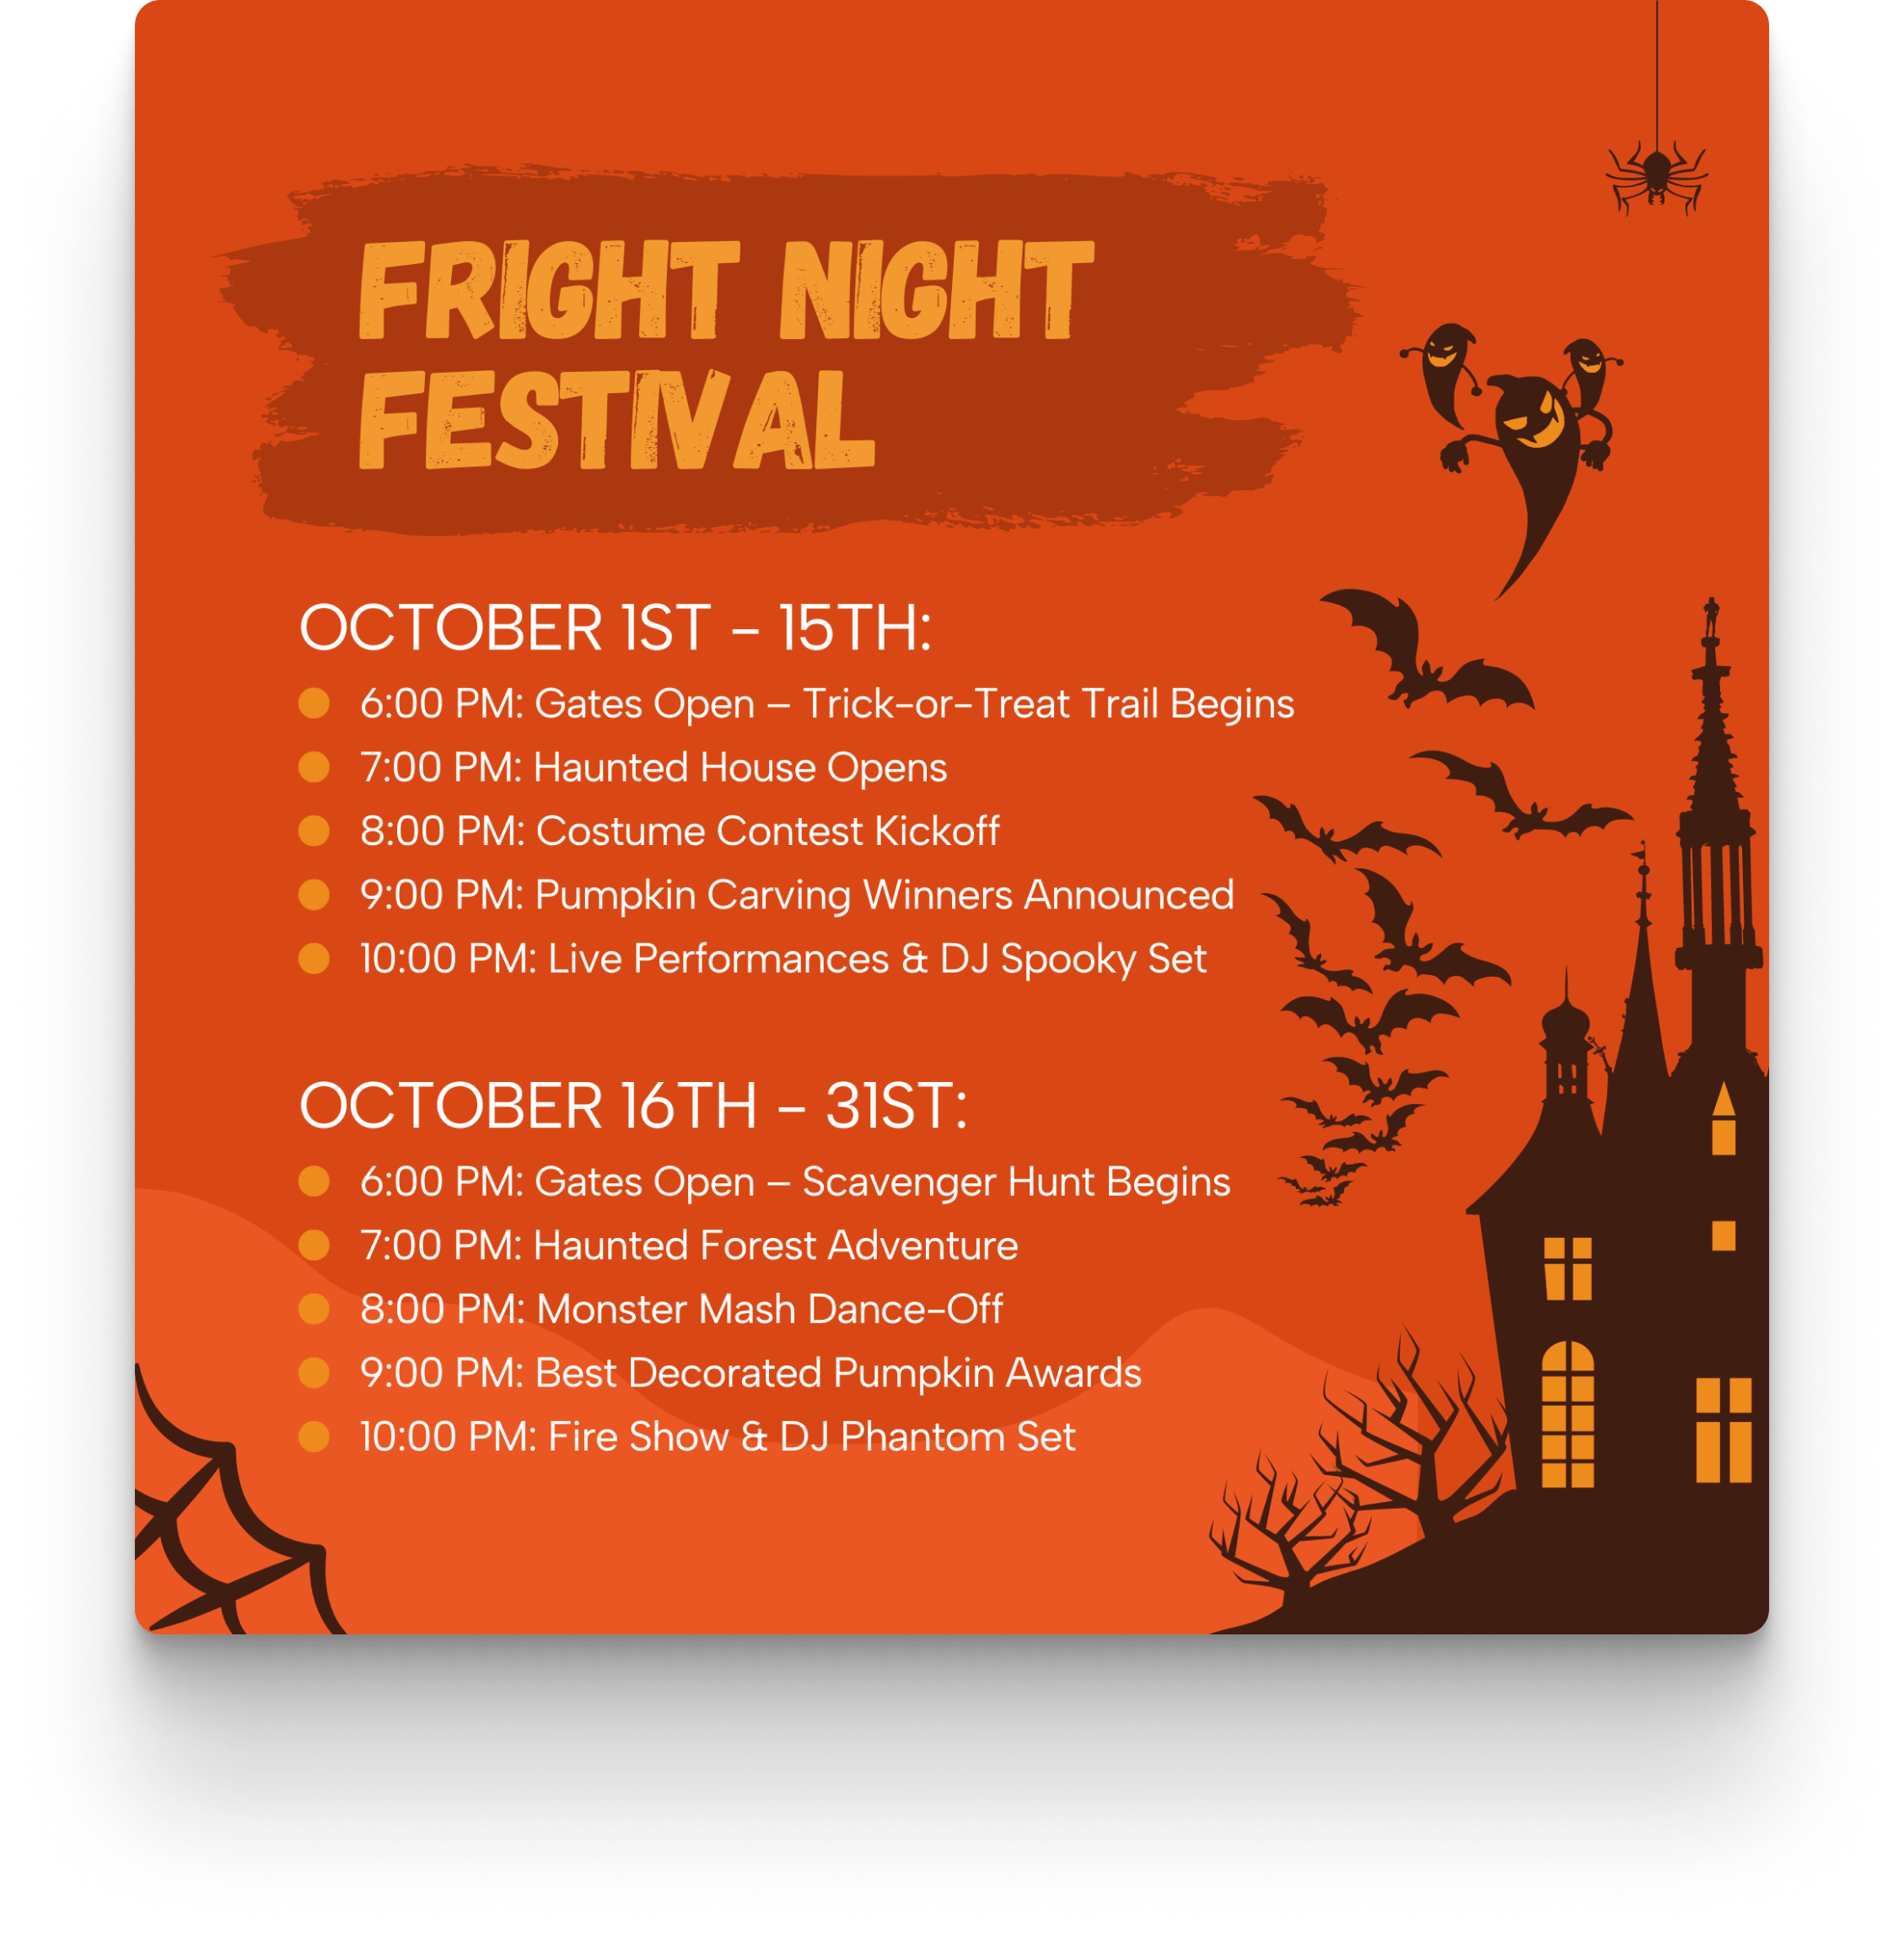 FRIGHT NIGHT
FESTIVAL
OCTOBER 1ST – 15TH:
6:00 PM: Gates Open – Trick-or-Treat Trail Begins
7:00 PM: Haunted House Opens
8:00 PM: Costume Contest Kickoff
9:00 PM: Pumpkin Carving Winners Announced
10:00 PM: Live Performances & DJ Spooky Set
OCTOBER 16TH – 31ST:
6:00 PM: Gates Open – Scavenger Hunt Begins
7:00 PM: Haunted Forest Adventure
8:00 PM: Monster Mash Dance-Off
9:00 PM: Best Decorated Pumpkin Awards
10:00 PM: Fire Show & DJ Phantom Set